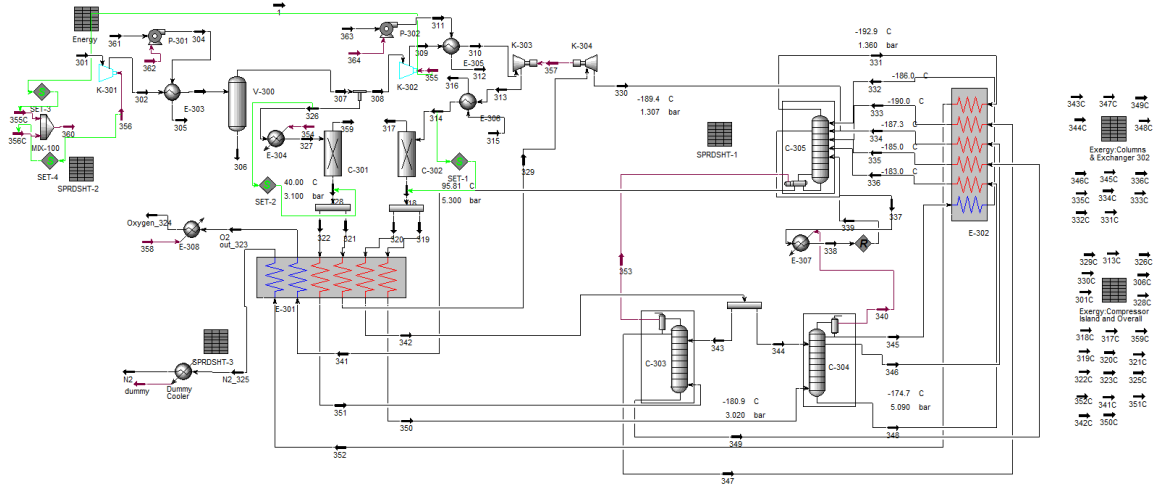 1
Energy
361
P-301
304
362
301
K-301
302
E-303
305
356
355C
SET-3
356C
360
MIX-100
SET-4
SPRDSHT-2
V-300
306
307
308
326
354
E-304
327
359
C-301
SET-2
40.00 C
3.100 bar
363
P-302
311
364
309
310
E-305
312
K-302
355
316
E-306
313
314
315
317
C-302
SET-1
95.81 C
5.300 bar
K-303
357
K-304
330
329
-189.4 C
1.307 bar
SPRDSHT-1
-192.9 C
1.360 bar
331
-186.0 C
332
-190.0 C
333
-187.3 C
334
-185.0 C
335
-183.0 C
336
C-305
337
339
E-307
338
R
E-302
353
340
Oxygen_324
358
E-308
O2
out_323
322
321
320
319
E-301
342
341
SPRDSHT-3
N2
dummy
Dummy
Cooler
N2_325
351
350
352
C-303
343
344
C-304
345
346
-180.9 C
3.020 bar
-174.7 C
5.090 bar
348
349
347
343C
347C
349C
344C
348C
Exergy:Columns
& Exchanger 302
346C
345C
336C
335C
334C
333C
332C
331C
329C
313C
326C
330C
306C
301C
328C
Exergy:Compressor
Island and Overall
318C
317C
359C
319C
320C
321C
322C
323C
325C
352C
341C
351C
342C
350C